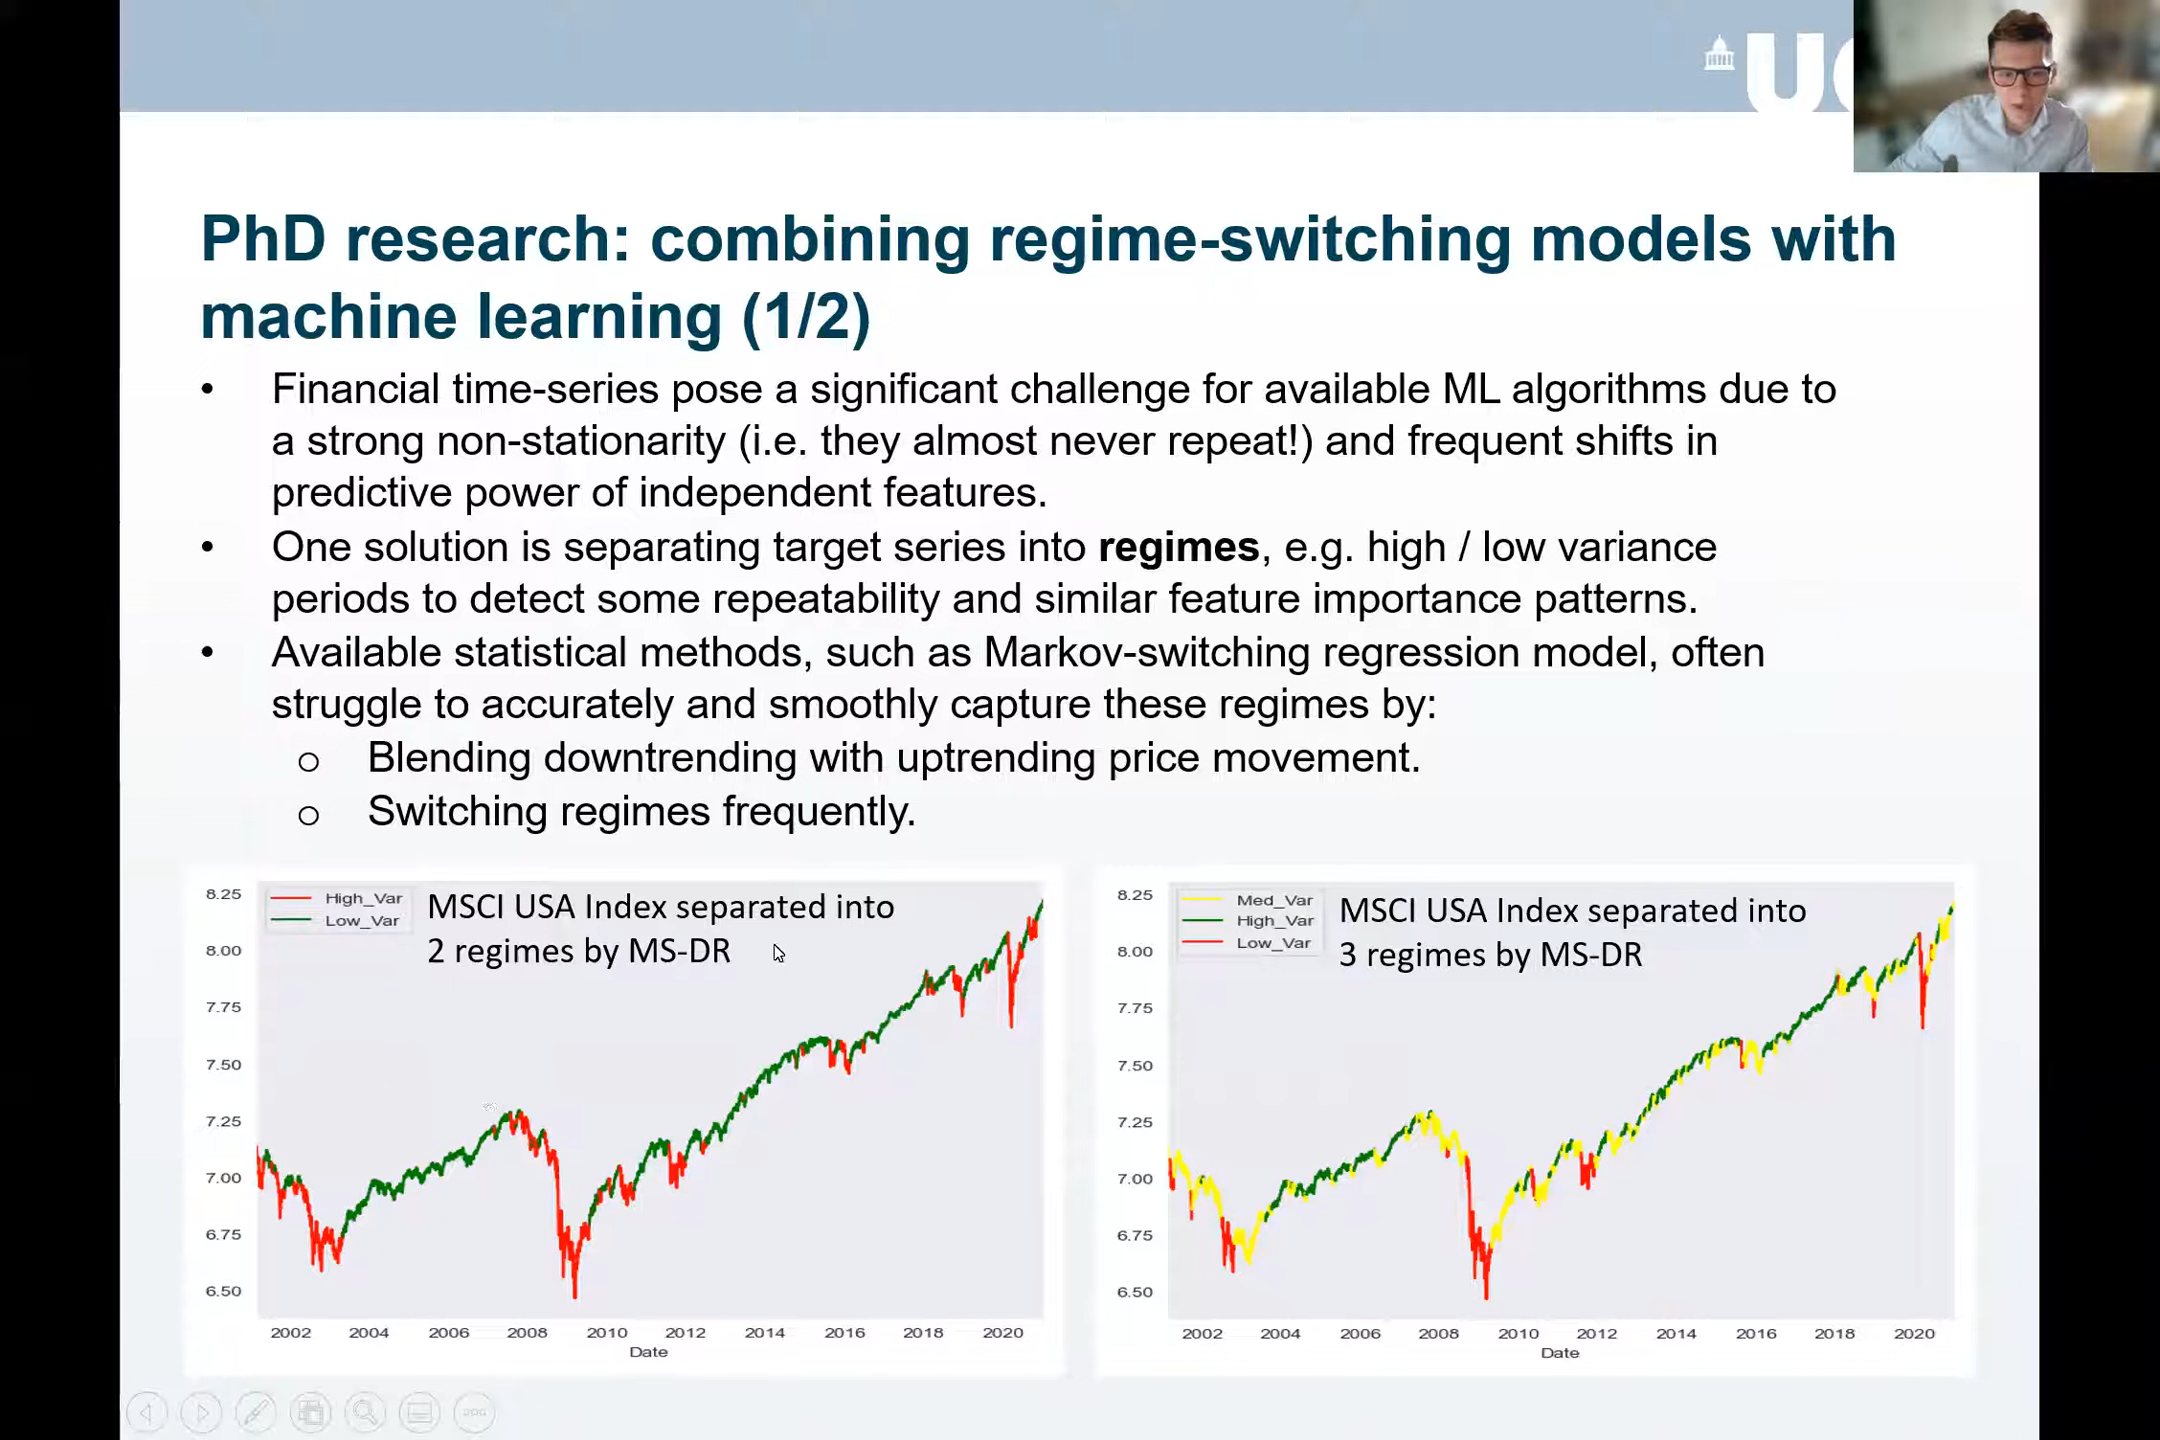 PhD research: combining regime-switching models with
machine learning (1/2)
• Financial time-series pose a significant challenge for available ML algorithms due to
a strong non-stationarity (i.e. they almost never repeat!) and frequent shifts in
predictive power of independent features.
• One solution is separating target series into regimes, e.g. high / low variance
periods to detect some repeatability and similar feature importance patterns.
• Available statistical methods, such as Markov-switching regression model, often
struggle to accurately and smoothly capture these regimes by:
o Blending downtrending with uptrending price movement.
o Switching regimes frequently.
High_Var
Low_Var
MSCI USA Index separated into
2 regimes by MS-DR
8.25
8.00
7.75
7.50
7.25
7.00
6.75
6.50
2002 2004 2006 2008 2010 2012 2014 2016 2018 2020
Date
Med_Var
High_Var
Low_Var
MSCI USA Index separated into
3 regimes by MS-DR
8.25
8.00
7.75
7.50
7.25
7.00
6.75
6.50
2002 2004 2006 2008 2010 2012 2014 2016 2018 2020
Date